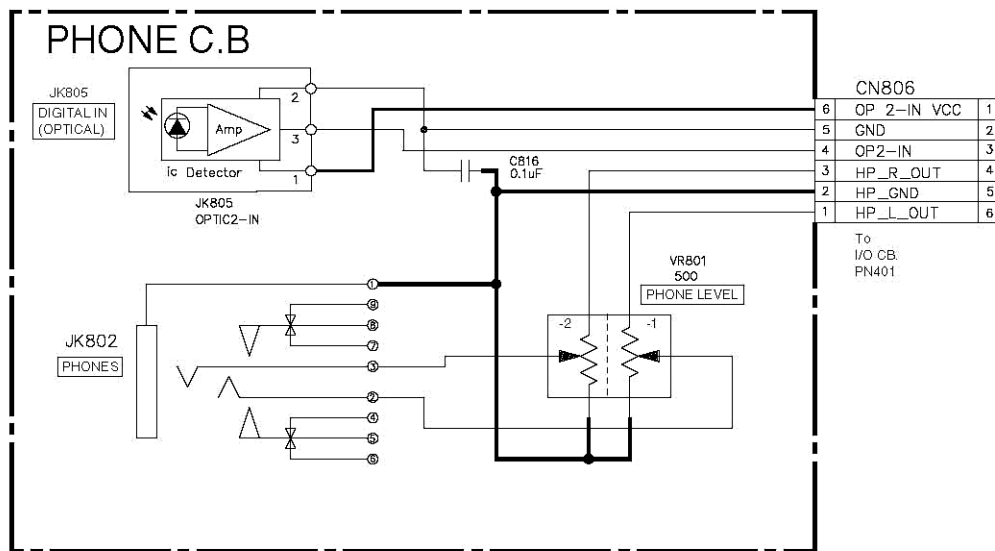 PHONE C.B
JK805
DIGITAL IN
(OPTICAL)
2
Amp
3
ic Detector
1
JK805
OPTIC2-IN
C816
0.1uF
CN806
6 OP 2-IN VCC 1
5 GND 2
4 OP2-IN 3
3 HP_R_OUT 4
2 HP_GND 5
1 HP_L_OUT 6
To
I/O CB.
PN401
VR801
500
PHONE LEVEL
-2 -1
JK802
PHONES
1
9
8
7
3
2
4
5
6